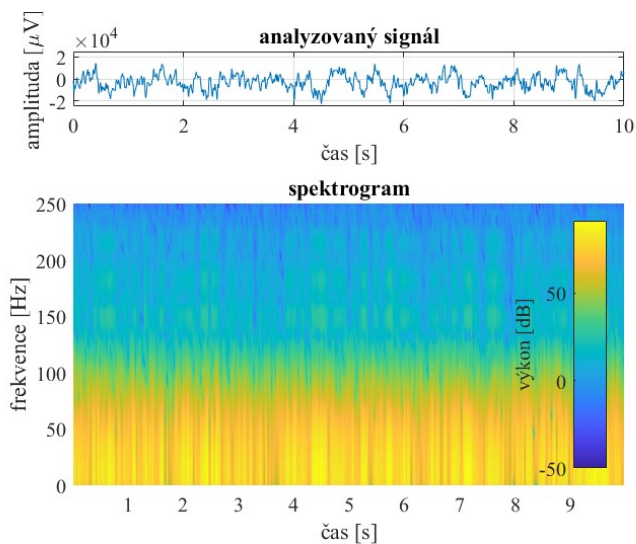 analyzovaný signál
×10⁴
amplituda [μV]
2
0
-2
0 2 4 6 8 10
čas [s]
spektrogram
frekvence [Hz]
250
200
150
100
50
0
výkon [dB]
50
0
-50
1 2 3 4 5 6 7 8 9
čas [s]